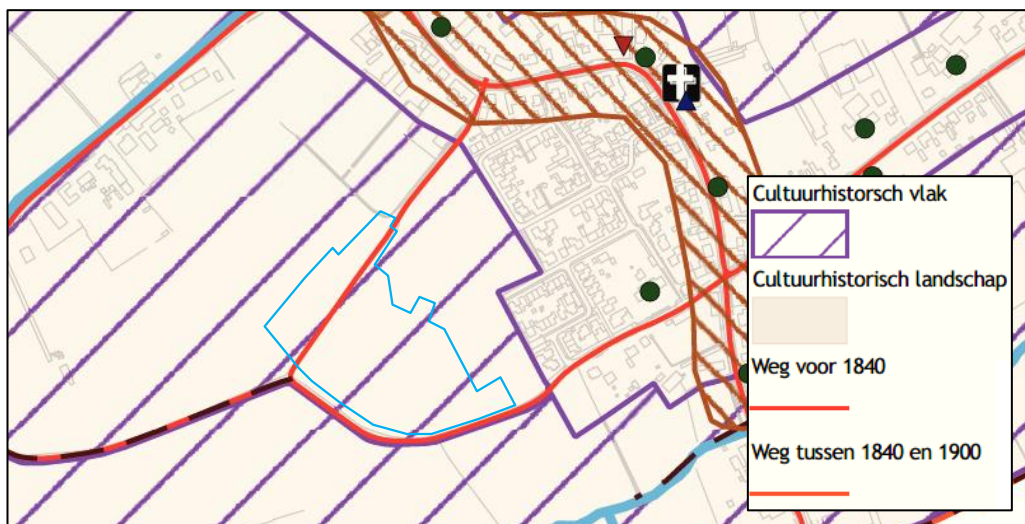 Cultuurhistorsch vlak
Cultuurhistorisch landschap
Weg voor 1840
Weg tussen 1840 en 1900